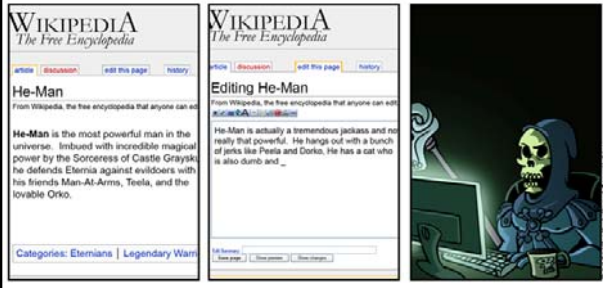 WIKIPEDIA
The Free Encyclopedia
article discussion edit this page history
He-Man
From Wikipedia, the free encyclopedia that anyone can ed
He-Man is the most powerful man in the
universe. Imbued with incredible magical
power by the Sorceress of Castle Graysku
he defends Eternia against evildoers with
his friends Man-At-Arms, Teela, and the
lovable Orko.
Categories: Eternians | Legendary Warri
WIKIPEDIA
The Free Encyclopedia
article discussion edit this page history
Editing He-Man
From Wikipedia, the free encyclopedia that anyone can edit
He-Man is actually a tremendous jackass and not
really that powerful. He hangs out with a bunch
of jerks like Peela and Dorko, He has a cat who
is also dumb and _
Edit Summary:
Save page Show preview Show changes